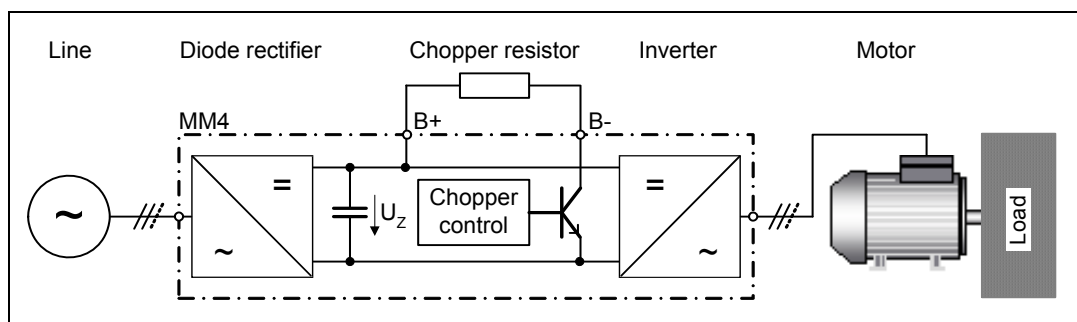 Line
Diode rectifier
Chopper resistor
Inverter
Motor
MM4
B+
B-
=
~
~
U_Z
Chopper
control
=
~
Load